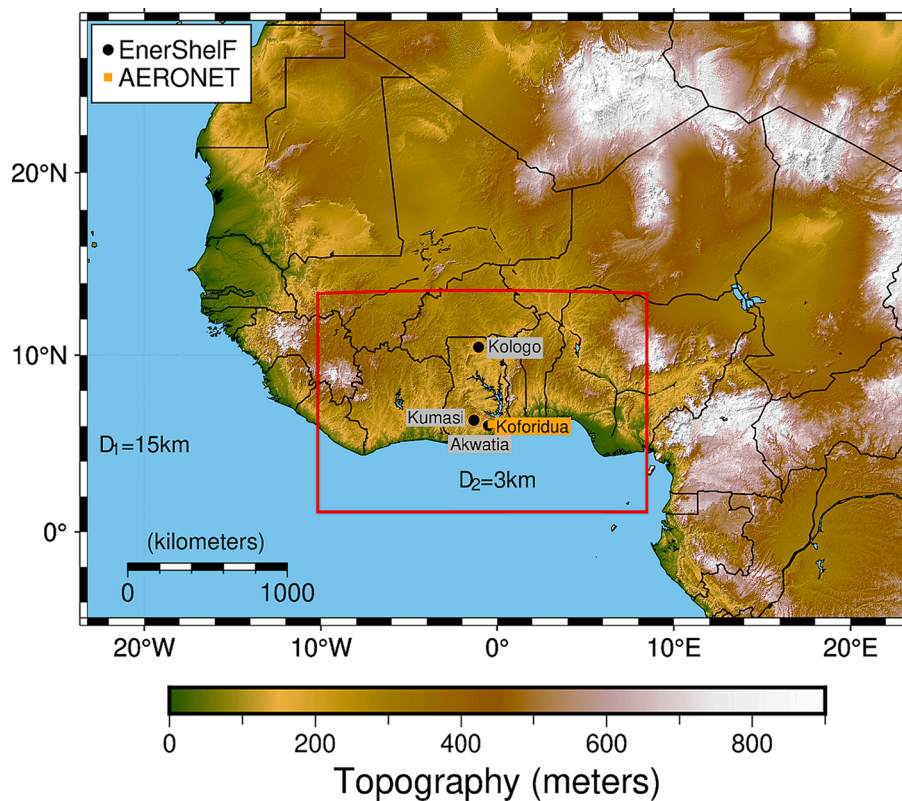 EnerShelF
AERONET
20°N
10°N
0°
Kologo
Kumasi
Koforidua
Akwatia
D1=15km
D2=3km
(kilometers)
0 1000
20°W 10°W 0° 10°E 20°E
0 200 400 600 800
Topography (meters)